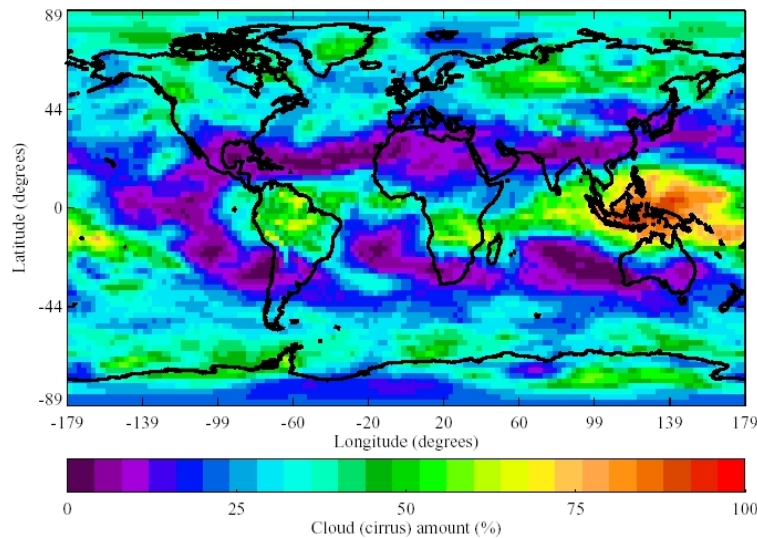 89
44
0
-44
-89
Latitude (degrees)
-179 -139 -99 -60 -20 20 60 99 139 179
Longitude (degrees)
0 25 50 75 100
Cloud (cirrus) amount (%)